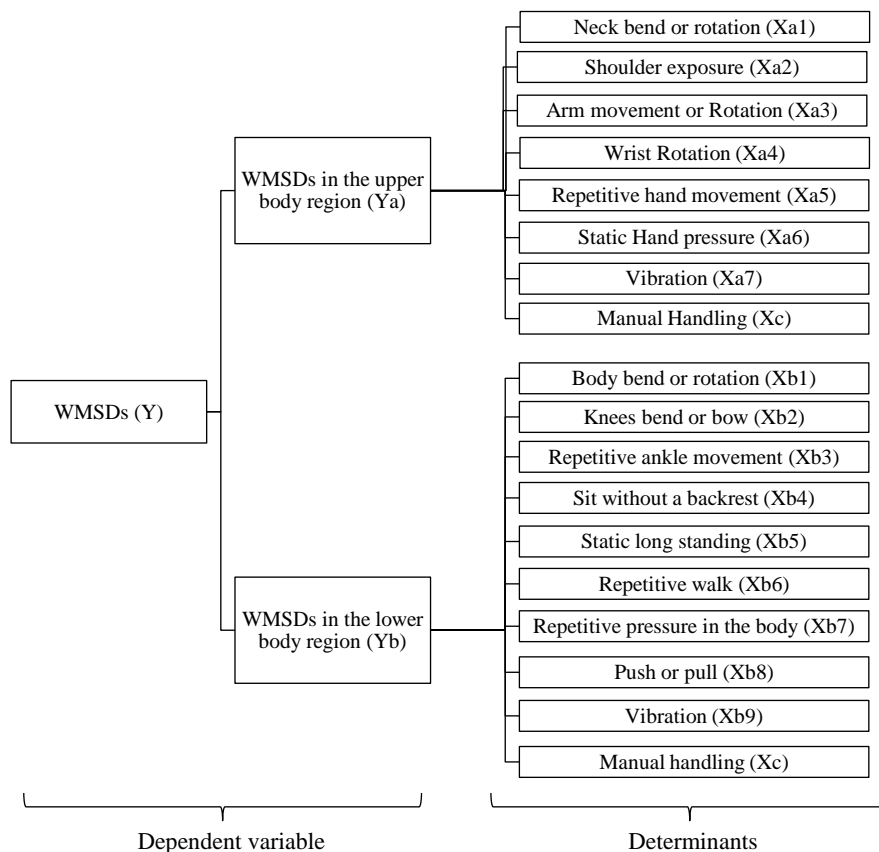 Neck bend or rotation (Xa1)
Shoulder exposure (Xa2)
Arm movement or Rotation (Xa3)
Wrist Rotation (Xa4)
Repetitive hand movement (Xa5)
Static Hand pressure (Xa6)
Vibration (Xa7)
Manual Handling (Xc)
WMSDs in the upper
body region (Ya)
WMSDs (Y)
Body bend or rotation (Xb1)
Knees bend or bow (Xb2)
Repetitive ankle movement (Xb3)
Sit without a backrest (Xb4)
Static long standing (Xb5)
Repetitive walk (Xb6)
Repetitive pressure in the body (Xb7)
Push or pull (Xb8)
Vibration (Xb9)
Manual handling (Xc)
WMSDs in the lower
body region (Yb)
Dependent variable
Determinants